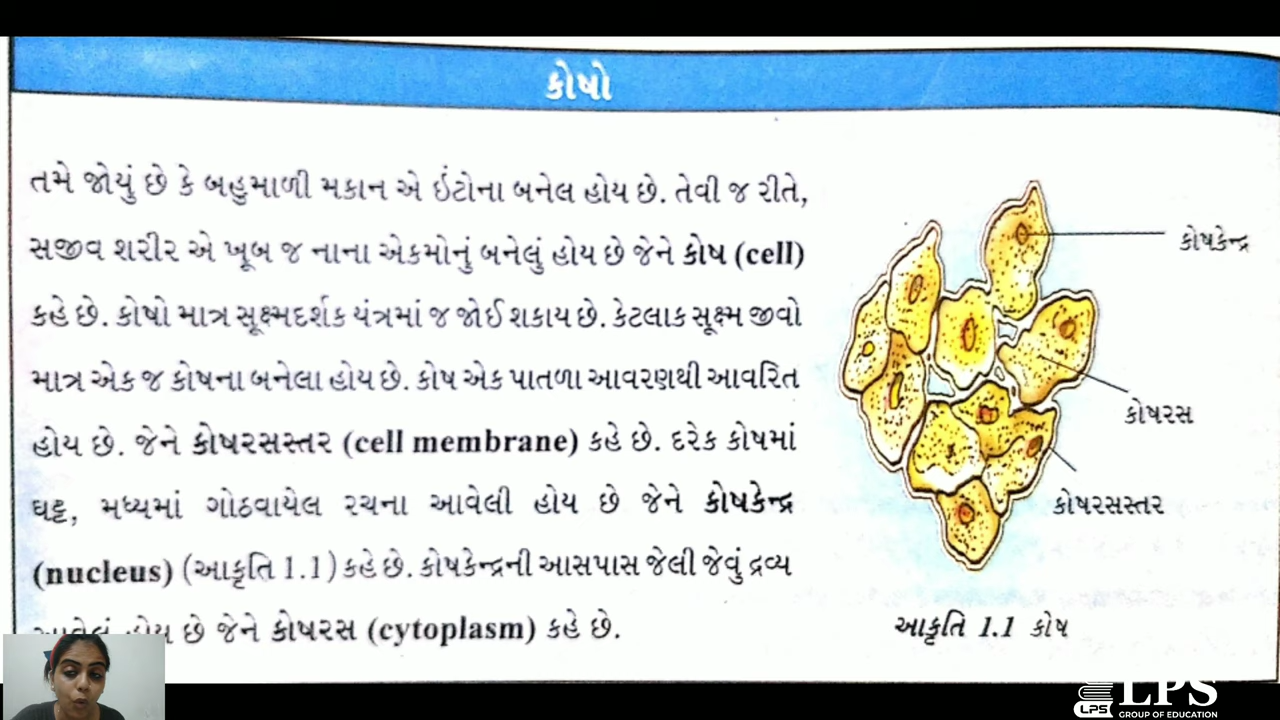 કોષો
તમે જોયું છે કે બહુમાળી મકાન એ ઇંટોના બનેલ હોય છે. તેવી જ રીતે,
સજીવ શરીર એ ખૂબ જ નાના એકમોનું બનેલું હોય છે જેને કોષ (cell)
કહે છે. કોષો માત્ર સૂક્ષ્મદર્શક યંત્રમાં જ જોઈ શકાય છે. કેટલાક સૂક્ષ્મ જીવો
માત્ર એક જ કોષના બનેલા હોય છે. કોષ એક પાતળા આવરણથી આવરિત
હોય છે. જેને કોષરસસ્તર (cell membrane) કહે છે. દરેક કોષમાં
ઘટ્ટ, મધ્યમાં ગોઠવાયેલ રચના આવેલી હોય છે જેને કોષકેન્દ્ર
(nucleus) (આકૃતિ 1.1) કહે છે. કોષકેન્દ્રની આસપાસ જેલી જેવું દ્રવ્ય
છે જેને કોષરસ (cytoplasm) કહે છે.
કોષકેન્દ્ર
કોષરસ
કોષરસસ્તર
આકૃતિ 1.1 કોષ
LPS
LPS
GROUP OF EDUCATION